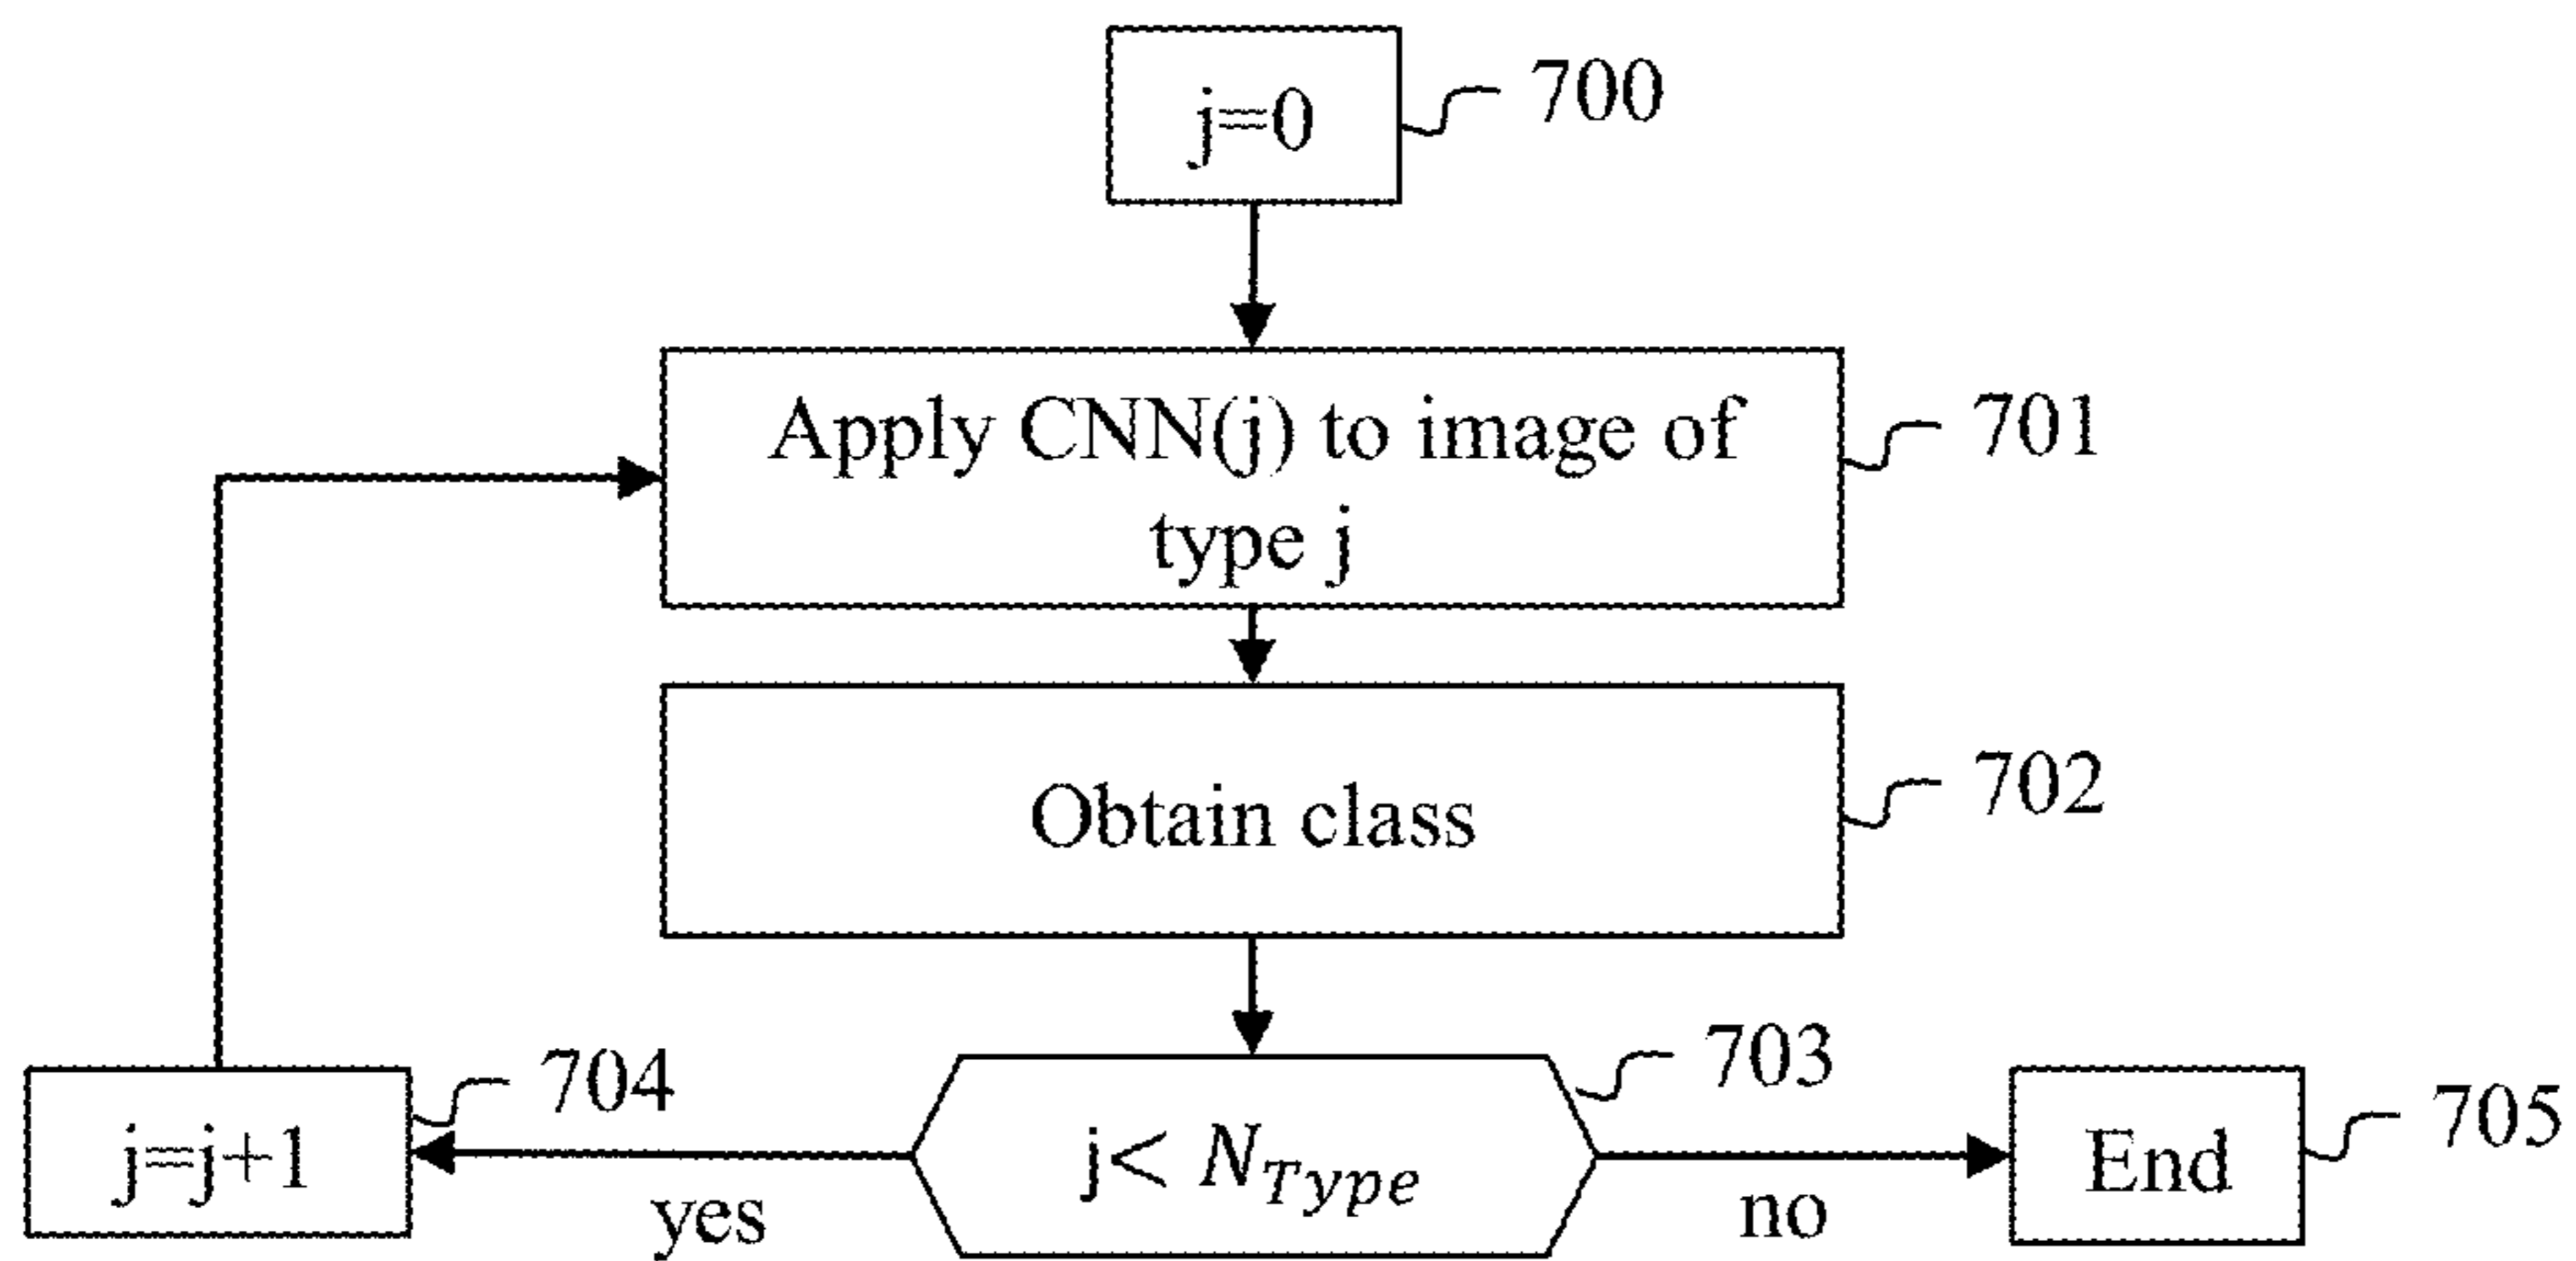 j=0
700
Apply CNN(j) to image of
type j
701
Obtain class
702
703
j< N_Type
yes
no
704
j=j+1
End
705